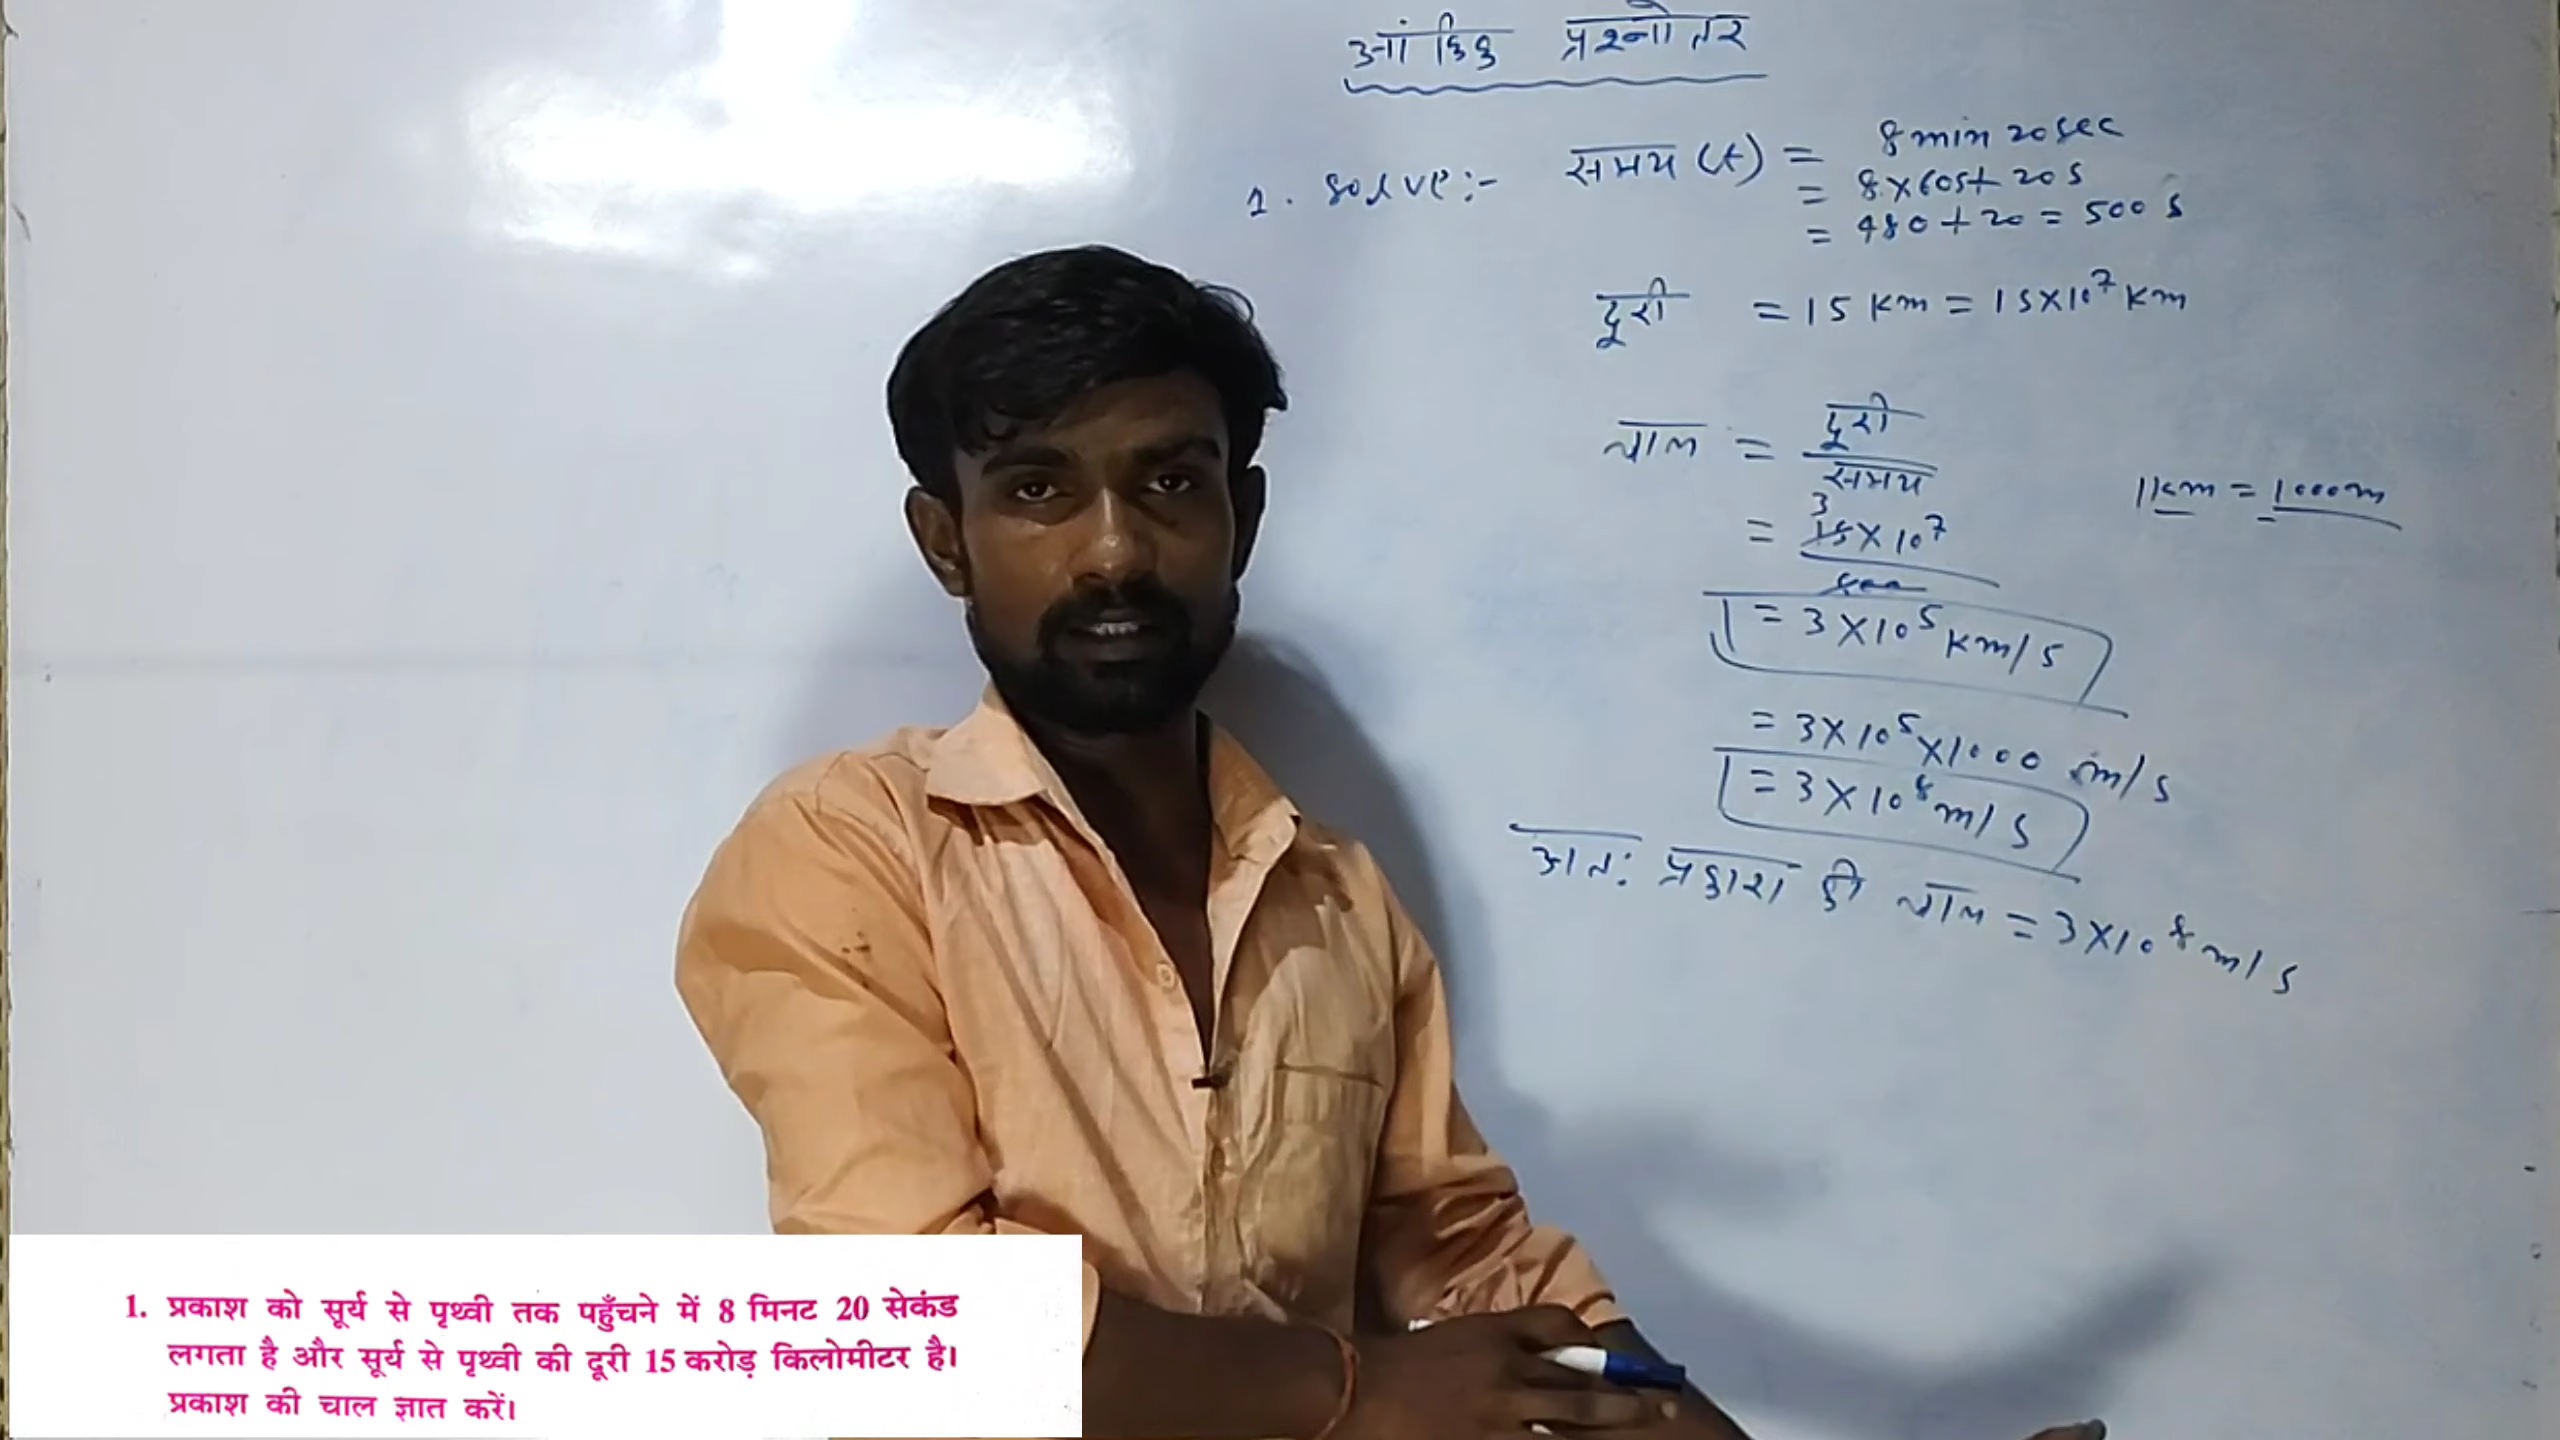 आंकिक प्रश्नोतर
1. solve:- समय (t) = 8 min 20 sec
= 8×60s+ 20 s
= 480 + 20 = 500 s
दूरी = 15 km = 15×10⁷ km
चाल = दूरी
समय
1km = 1000m
3
= 15×10⁷
500
= 3×10⁵ km/s
= 3×10⁵×1000 m/s
= 3×10⁸ m/s
अतः प्रकाश की चाल = 3×10⁸ m/s
1. प्रकाश को सूर्य से पृथ्वी तक पहुँचने में 8 मिनट 20 सेकंड
लगता है और सूर्य से पृथ्वी की दूरी 15 करोड़ किलोमीटर है।
प्रकाश की चाल ज्ञात करें।